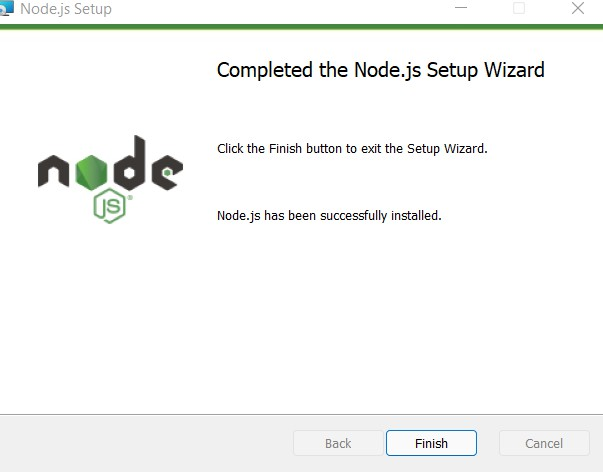 Node.js Setup
Completed the Node.js Setup Wizard
Click the Finish button to exit the Setup Wizard.
node
JS®
Node.js has been successfully installed.
Back
Finish
Cancel